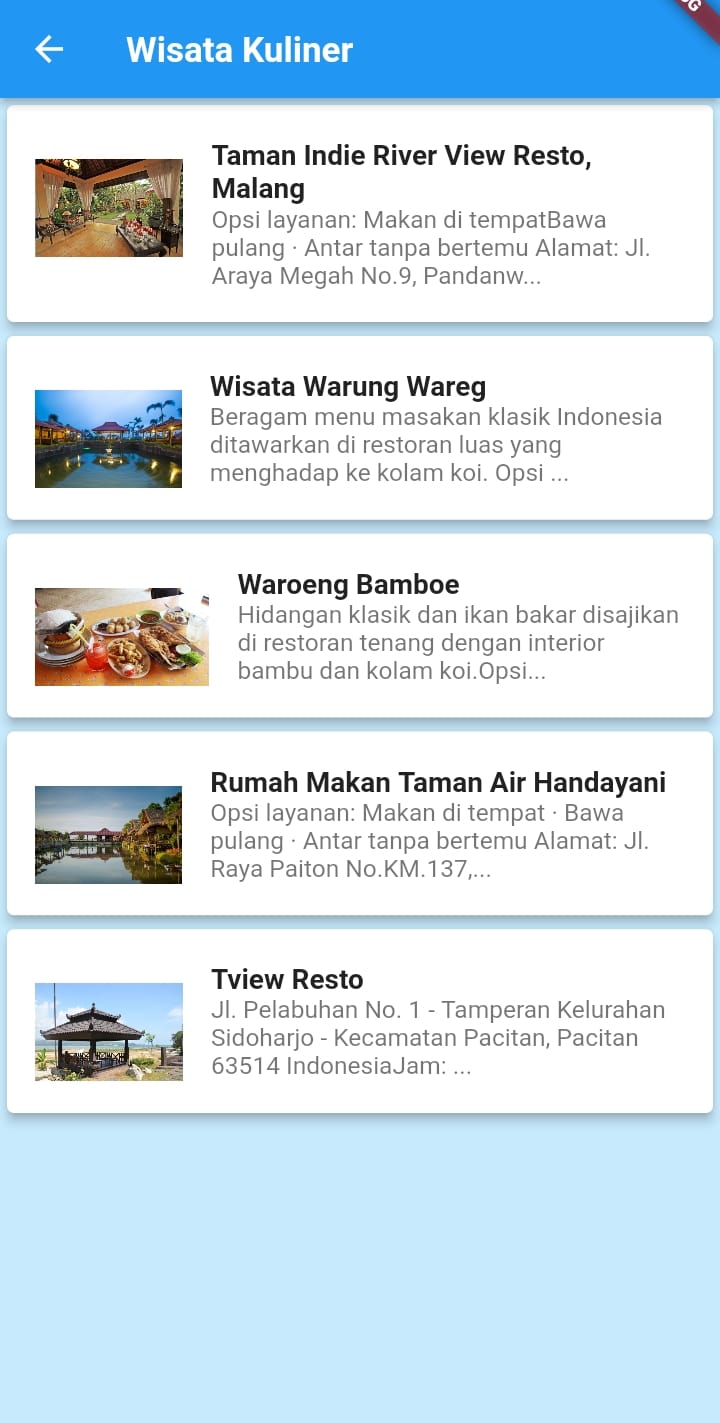 Wisata Kuliner
Taman Indie River View Resto,
Malang
Opsi layanan: Makan di tempatBawa
pulang · Antar tanpa bertemu Alamat: Jl.
Araya Megah No.9, Pandanw...
Wisata Warung Wareg
Beragam menu masakan klasik Indonesia
ditawarkan di restoran luas yang
menghadap ke kolam koi. Opsi ...
Waroeng Bamboe
Hidangan klasik dan ikan bakar disajikan
di restoran tenang dengan interior
bambu dan kolam koi.Opsi...
Rumah Makan Taman Air Handayani
Opsi layanan: Makan di tempat · Bawa
pulang · Antar tanpa bertemu Alamat: Jl.
Raya Paiton No.KM.137,...
Tview Resto
Jl. Pelabuhan No. 1 - Tamperan Kelurahan
Sidoharjo - Kecamatan Pacitan, Pacitan
63514 IndonesiaJam: ...